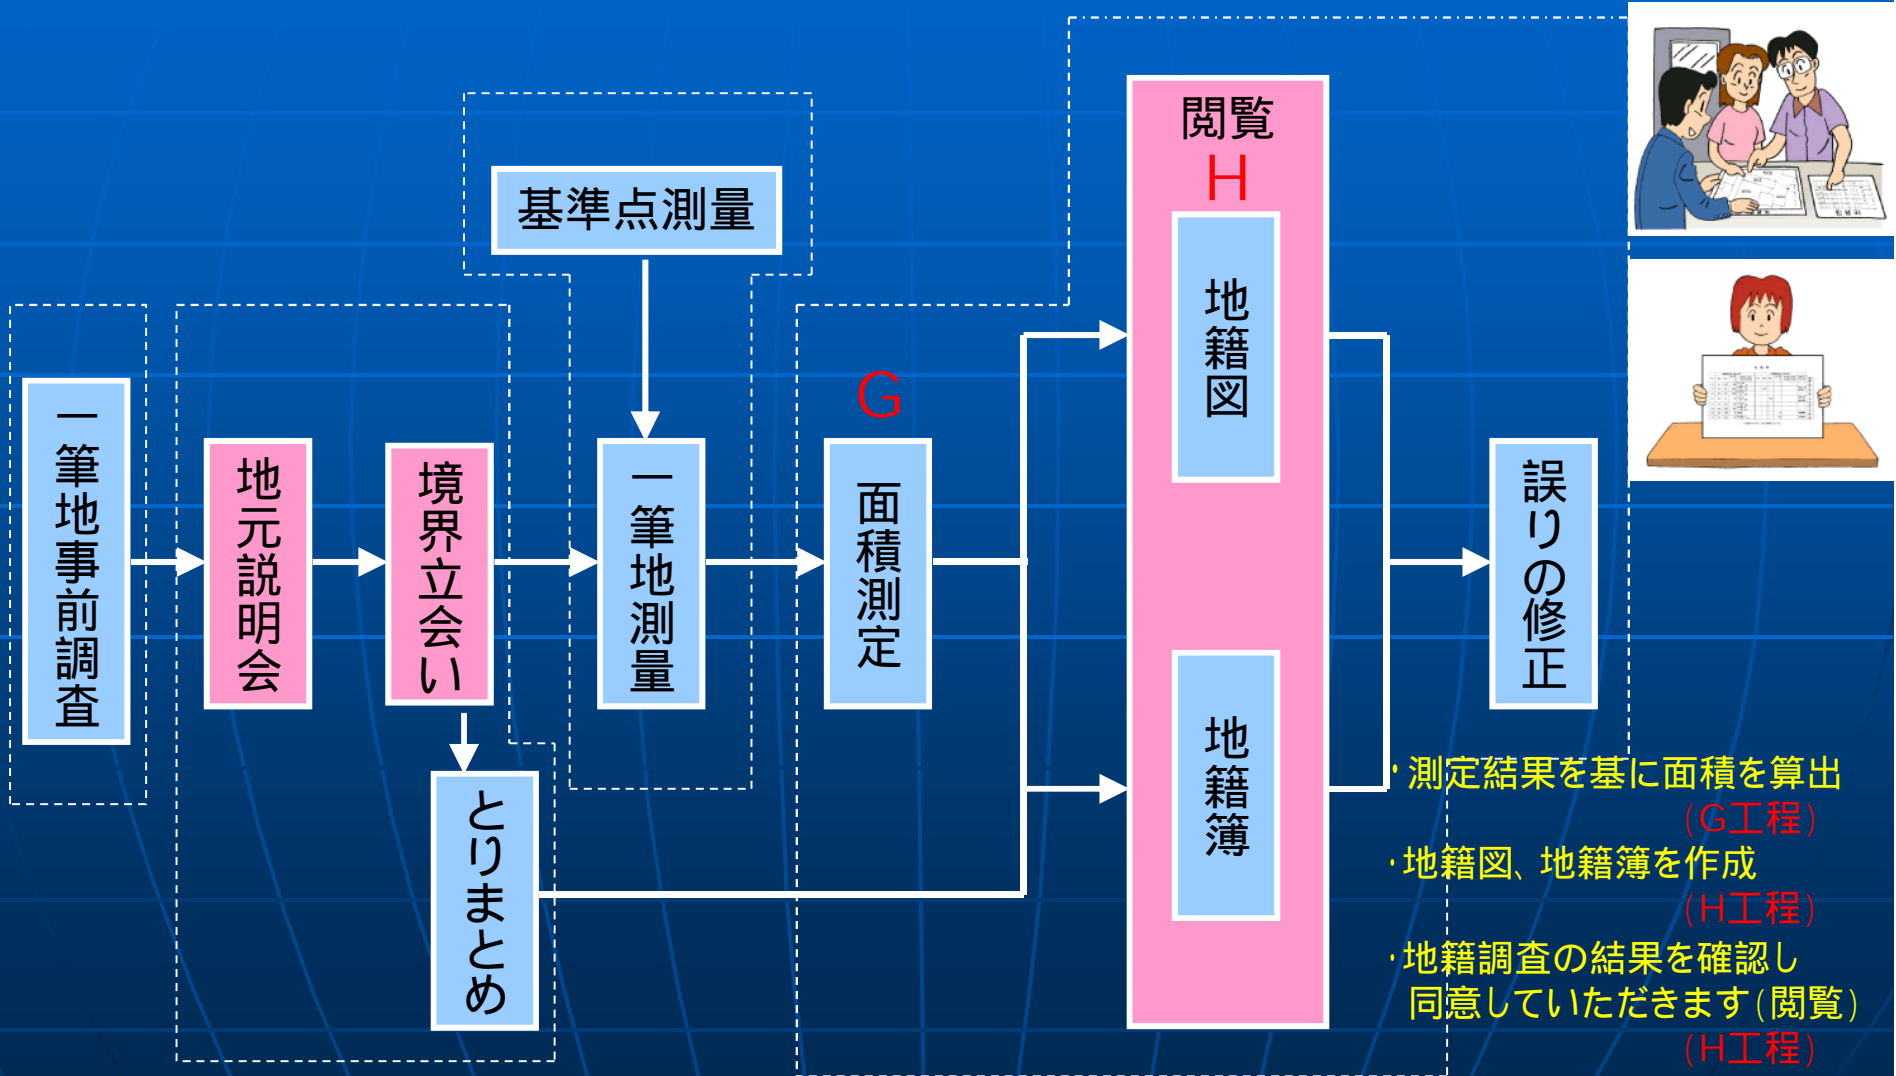 閲覧
H
基準点測量
地籍図
G
一筆地事前調査
地元説明会
境界立会い
一筆地測量
面積測定
誤りの修正
地籍簿
とりまとめ
・測定結果を基に面積を算出
(G工程)
・地籍図、地籍簿を作成
(H工程)
・地籍調査の結果を確認し
同意していただきます(閲覧)
(H工程)